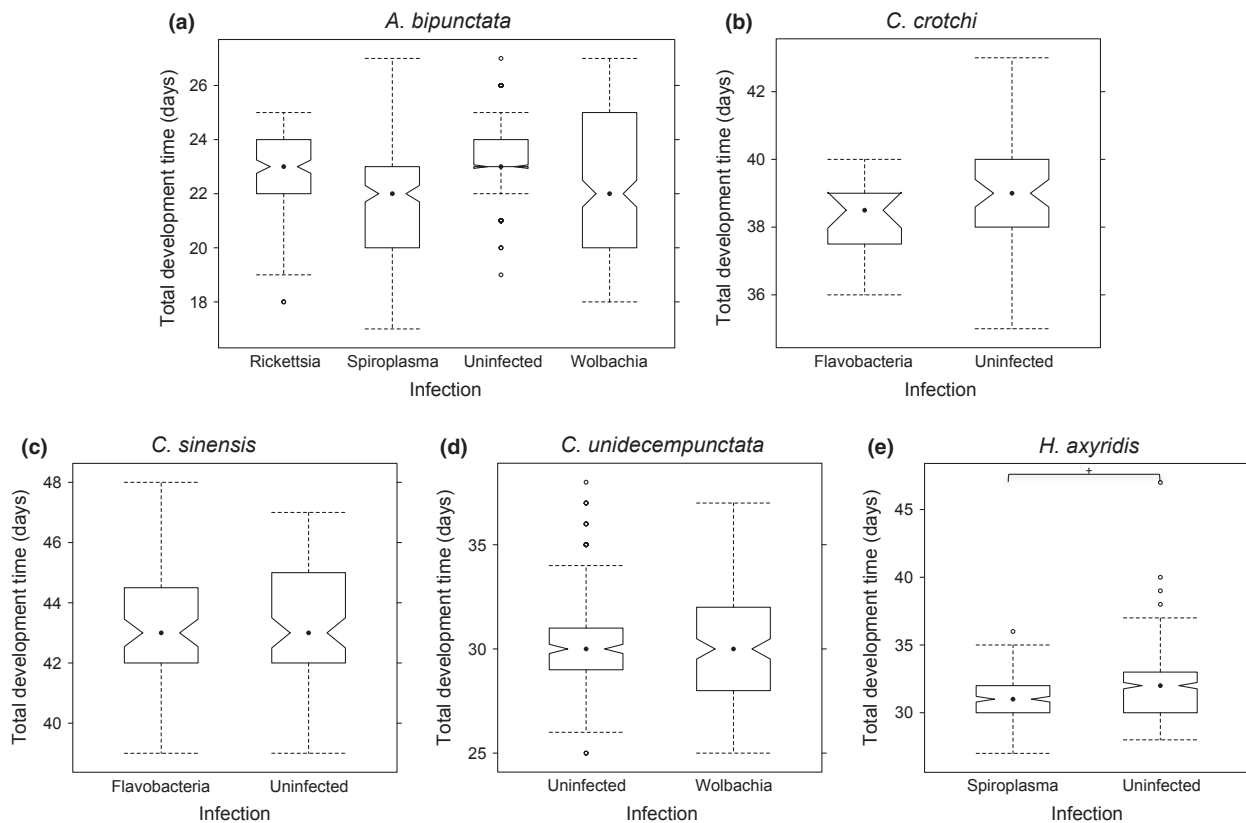 (a) A. bipunctata
Total development time (days)
26
24
22
20
18
Rickettsia Spiroplasma Uninfected Wolbachia
Infection
(b) C. crotchi
Total development time (days)
42
40
38
36
Flavobacteria Uninfected
Infection
(c) C. sinensis
Total development time (days)
48
46
44
42
40
Flavobacteria Uninfected
Infection
(d) C. unidecempunctata
Total development time (days)
35
30
25
Uninfected Wolbachia
Infection
(e) H. axyridis
+
Total development time (days)
45
40
35
30
Spiroplasma Uninfected
Infection